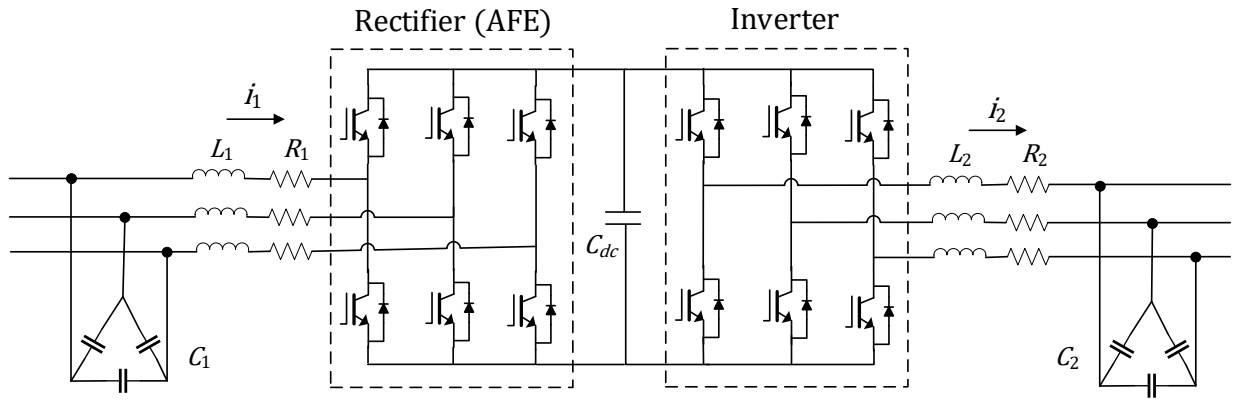 Rectifier (AFE)
Inverter
i1
i2
L1
R1
L2
R2
Cdc
C1
C2